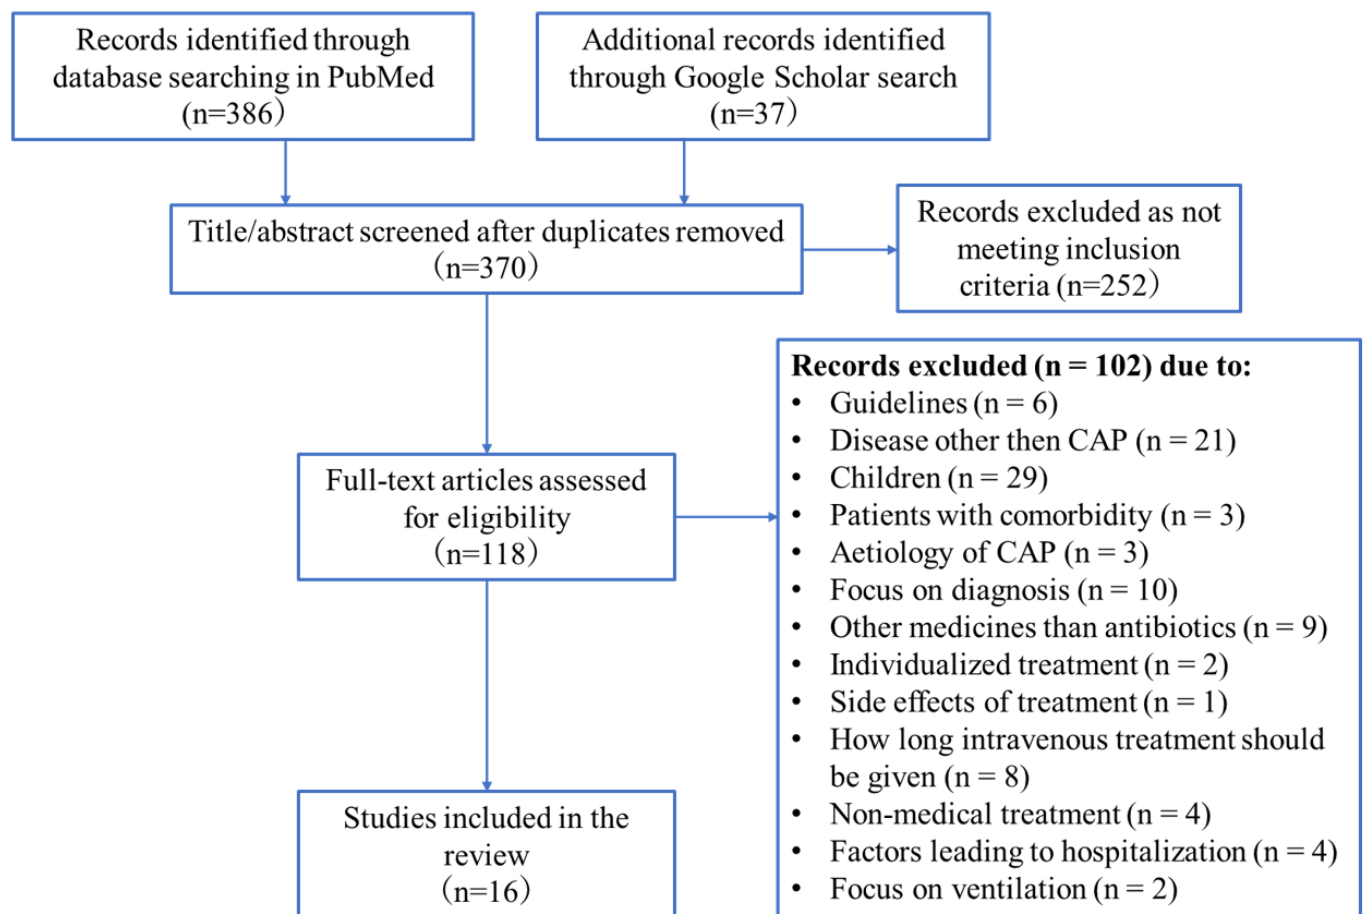 Records identified through
database searching in PubMed
(n=386)
Additional records identified
through Google Scholar search
(n=37)
Title/abstract screened after duplicates removed
(n=370)
Records excluded as not
meeting inclusion
criteria (n=252)
Full-text articles assessed
for eligibility
(n=118)
Records excluded (n = 102) due to:
• Guidelines (n = 6)
• Disease other then CAP (n = 21)
• Children (n = 29)
• Patients with comorbidity (n = 3)
• Aetiology of CAP (n = 3)
• Focus on diagnosis (n = 10)
• Other medicines than antibiotics (n = 9)
• Individualized treatment (n = 2)
• Side effects of treatment (n = 1)
• How long intravenous treatment should
be given (n = 8)
• Non-medical treatment (n = 4)
• Factors leading to hospitalization (n = 4)
• Focus on ventilation (n = 2)
Studies included in the
review
(n=16)